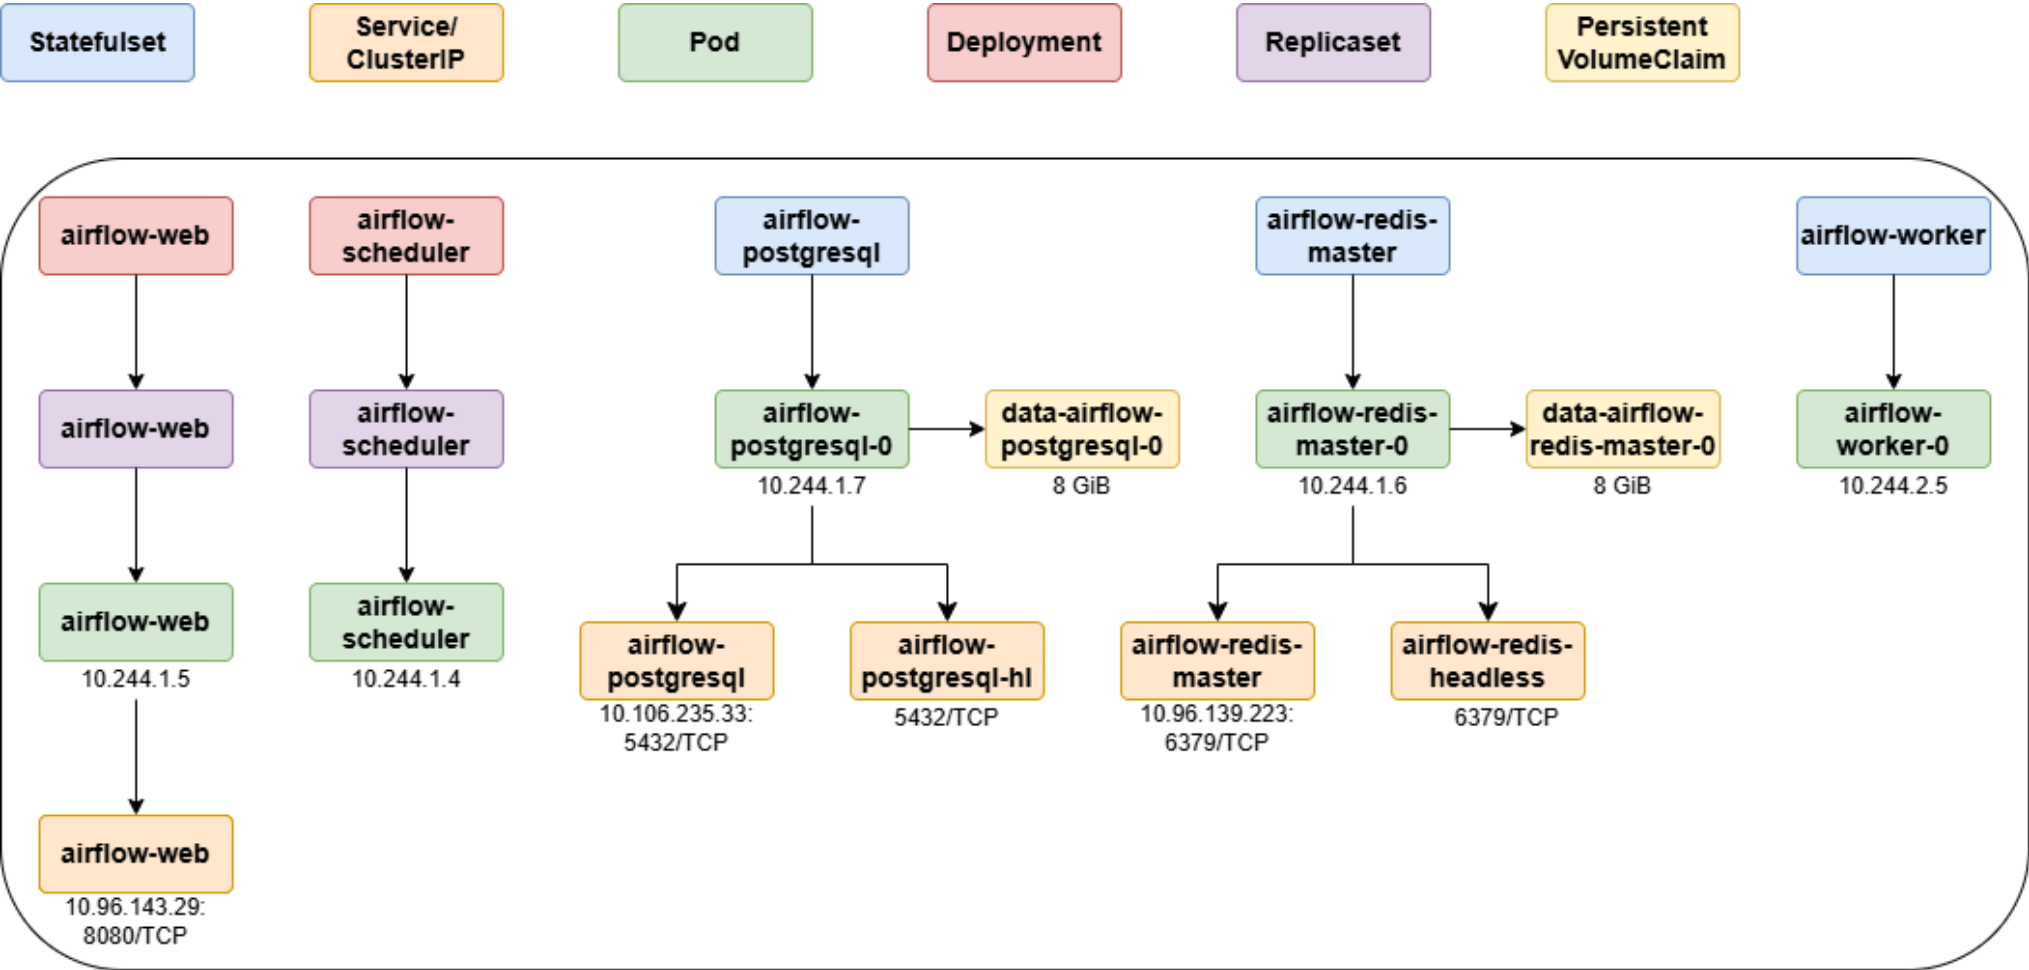 Statefulset
Service/
ClusterIP
Pod
Deployment
Replicaset
Persistent
VolumeClaim
airflow-web
airflow-
scheduler
airflow-
postgresql
airflow-redis-
master
airflow-worker
airflow-web
airflow-
scheduler
airflow-
postgresql-0
10.244.1.7
data-airflow-
postgresql-0
8 GiB
airflow-redis-
master-0
10.244.1.6
data-airflow-
redis-master-0
8 GiB
airflow-
worker-0
10.244.2.5
airflow-web
10.244.1.5
airflow-
scheduler
10.244.1.4
airflow-
postgresql
10.106.235.33:
5432/TCP
airflow-
postgresql-hl
5432/TCP
airflow-redis-
master
10.96.139.223:
6379/TCP
airflow-redis-
headless
6379/TCP
airflow-web
10.96.143.29:
8080/TCP